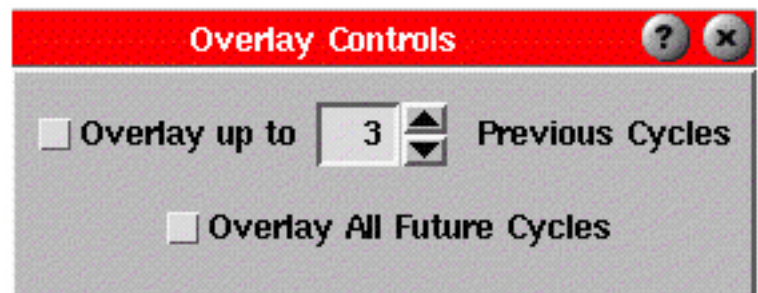 Overlay Controls ? x
Overlay up to 3 Previous Cycles
Overlay All Future Cycles